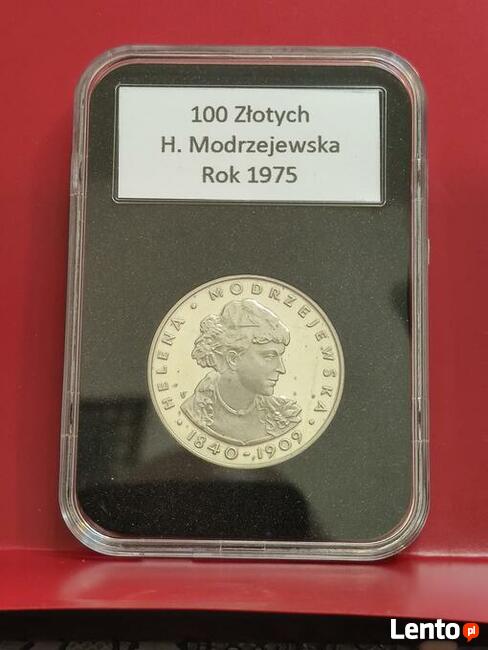 100 Złotych
H. Modrzejewska
Rok 1975
HELENA · MODRZEJEWSKA · 1840-1909 ·
Lento.pl